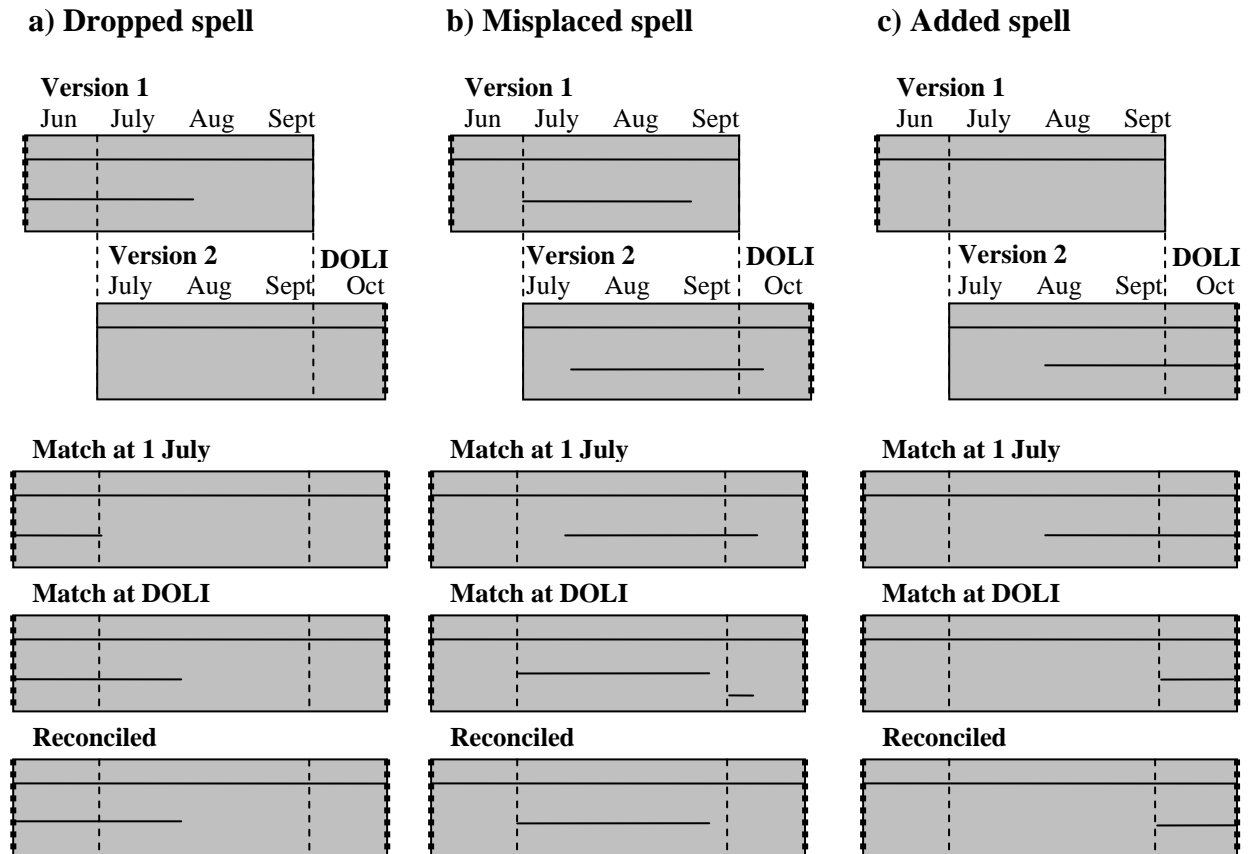 a) Dropped spell
Version 1
Jun July Aug Sept
Version 2
DOLI
July Aug Sept Oct
Match at 1 July
Match at DOLI
Reconciled
b) Misplaced spell
Version 1
Jun July Aug Sept
Version 2
DOLI
July Aug Sept Oct
Match at 1 July
Match at DOLI
Reconciled
c) Added spell
Version 1
Jun July Aug Sept
Version 2
DOLI
July Aug Sept Oct
Match at 1 July
Match at DOLI
Reconciled